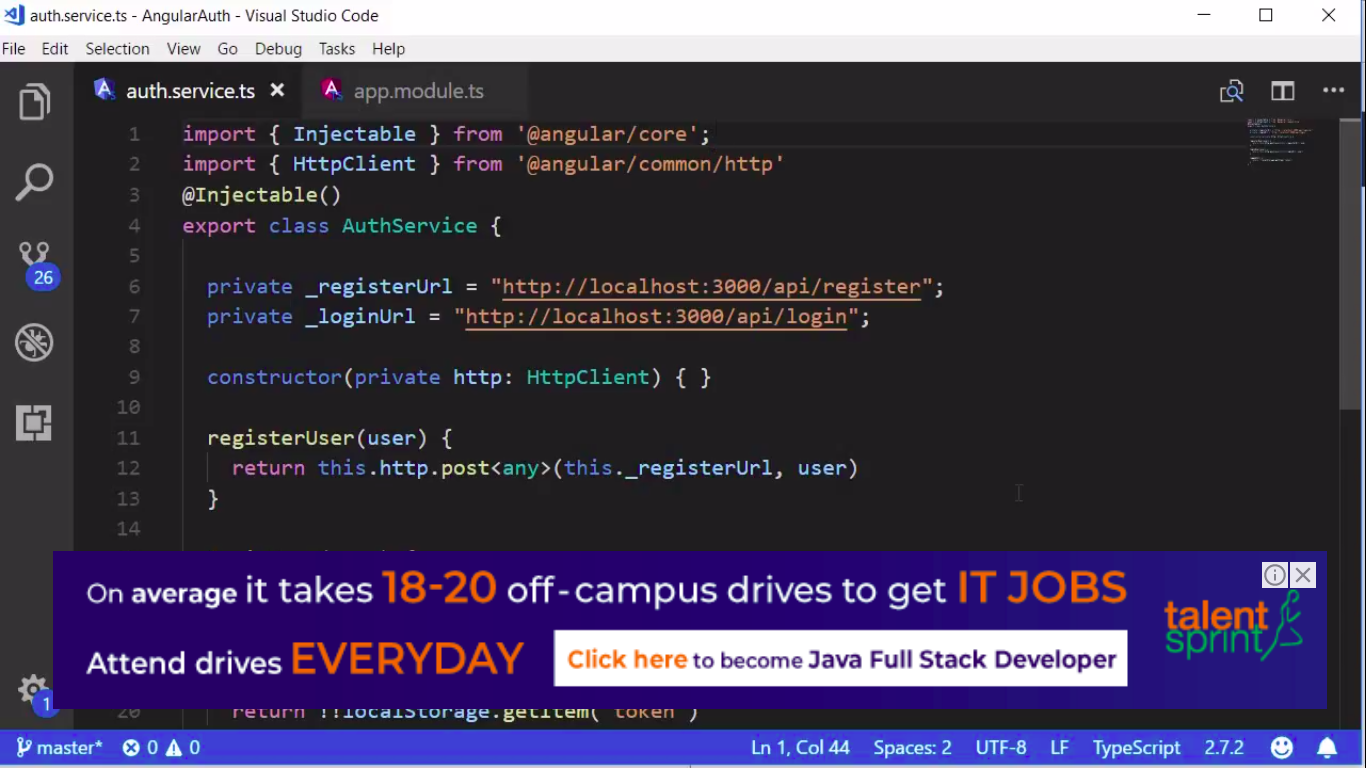 auth.service.ts - AngularAuth - Visual Studio Code
File Edit Selection View Go Debug Tasks Help
auth.service.ts app.module.ts
1 import { Injectable } from '@angular/core';
2 import { HttpClient } from '@angular/common/http'
3 @Injectable()
4 export class AuthService {
5
6 private _registerUrl = "http://localhost:3000/api/register";
7 private _loginUrl = "http://localhost:3000/api/login";
8
9 constructor(private http: HttpClient) { }
10
11 registerUser(user) {
12 return this.http.post<any>(this._registerUrl, user)
13 }
14
26
On average it takes 18-20 off-campus drives to get IT JOBS
Attend drives EVERYDAY Click here to become Java Full Stack Developer
talent
sprint
1
20 return !!localStorage.getItem('token')
master* 0 0 Ln 1, Col 44 Spaces: 2 UTF-8 LF TypeScript 2.7.2